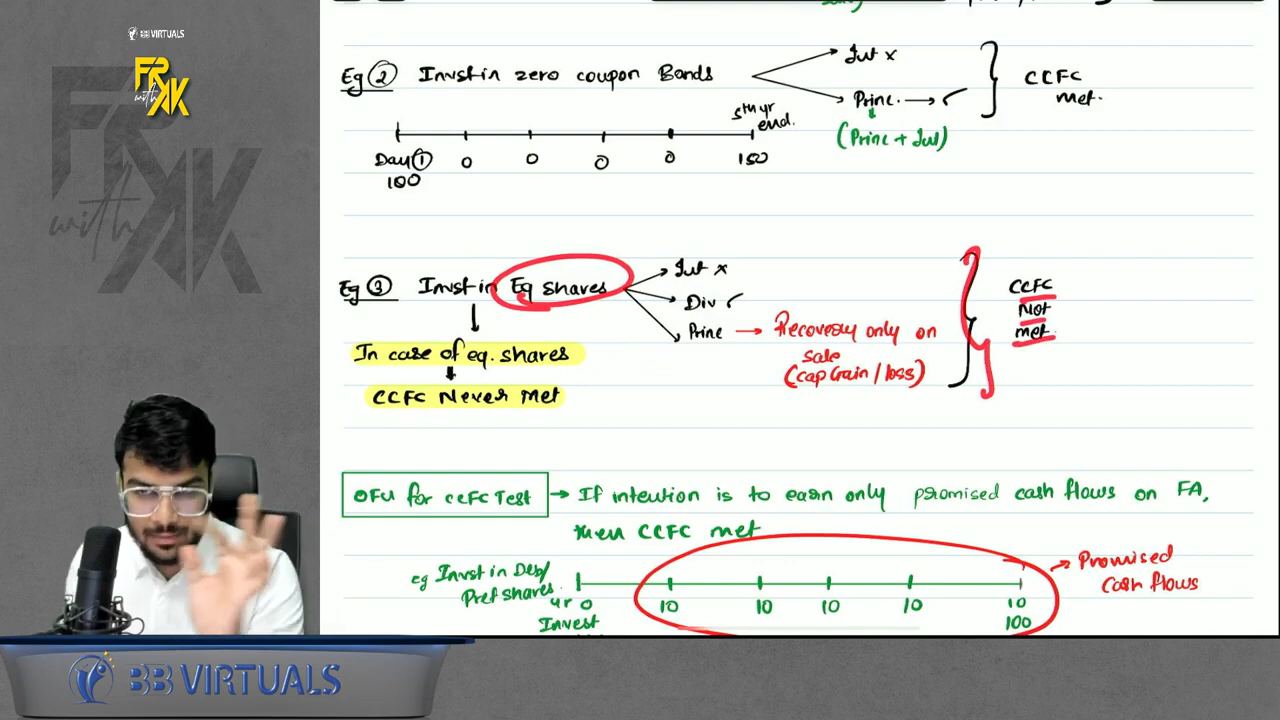 BB VIRTUALS
FR
with
AK
Eg ② Invst in zero coupon Bonds
Int x
Princ. → ✓
(Princ + Int)
CCFC
met.
5th yr
end.
Day ① 0 0 0 0 150
100
Eg ③ Invst in Eq shares
Int x
Div ✓
Princ → Recovery only on
sale
(cap Gain / loss)
CCFC
Not
met.
In case of eq. shares
CCFC Never Met
OFU for CCFC Test → If intention is to earn only promised cash flows on FA,
then CCFC met
eg Invst in Deb/
Pref shares.
yr 0 10 10 10 10 10
Invest 100
Promised
cash flows
BB VIRTUALS